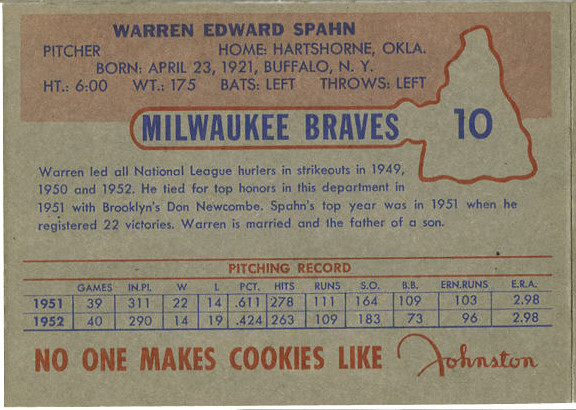 WARREN EDWARD SPAHN
PITCHER HOME: HARTSHORNE, OKLA.
BORN: APRIL 23, 1921, BUFFALO, N. Y.
HT.: 6:00 WT.: 175 BATS: LEFT THROWS: LEFT
MILWAUKEE BRAVES 10
Warren led all National League hurlers in strikeouts in 1949,
1950 and 1952. He tied for top honors in this department in
1951 with Brooklyn's Don Newcombe. Spahn's top year was in 1951 when he
registered 22 victories. Warren is married and the father of a son.
PITCHING RECORD
GAMES IN.PI. W L PCT. HITS RUNS S.O. B.B. ERN.RUNS E.R.A.
1951 39 311 22 14 .611 278 111 164 109 103 2.98
1952 40 290 14 19 .424 263 109 183 73 96 2.98
NO ONE MAKES COOKIES LIKE Johnston